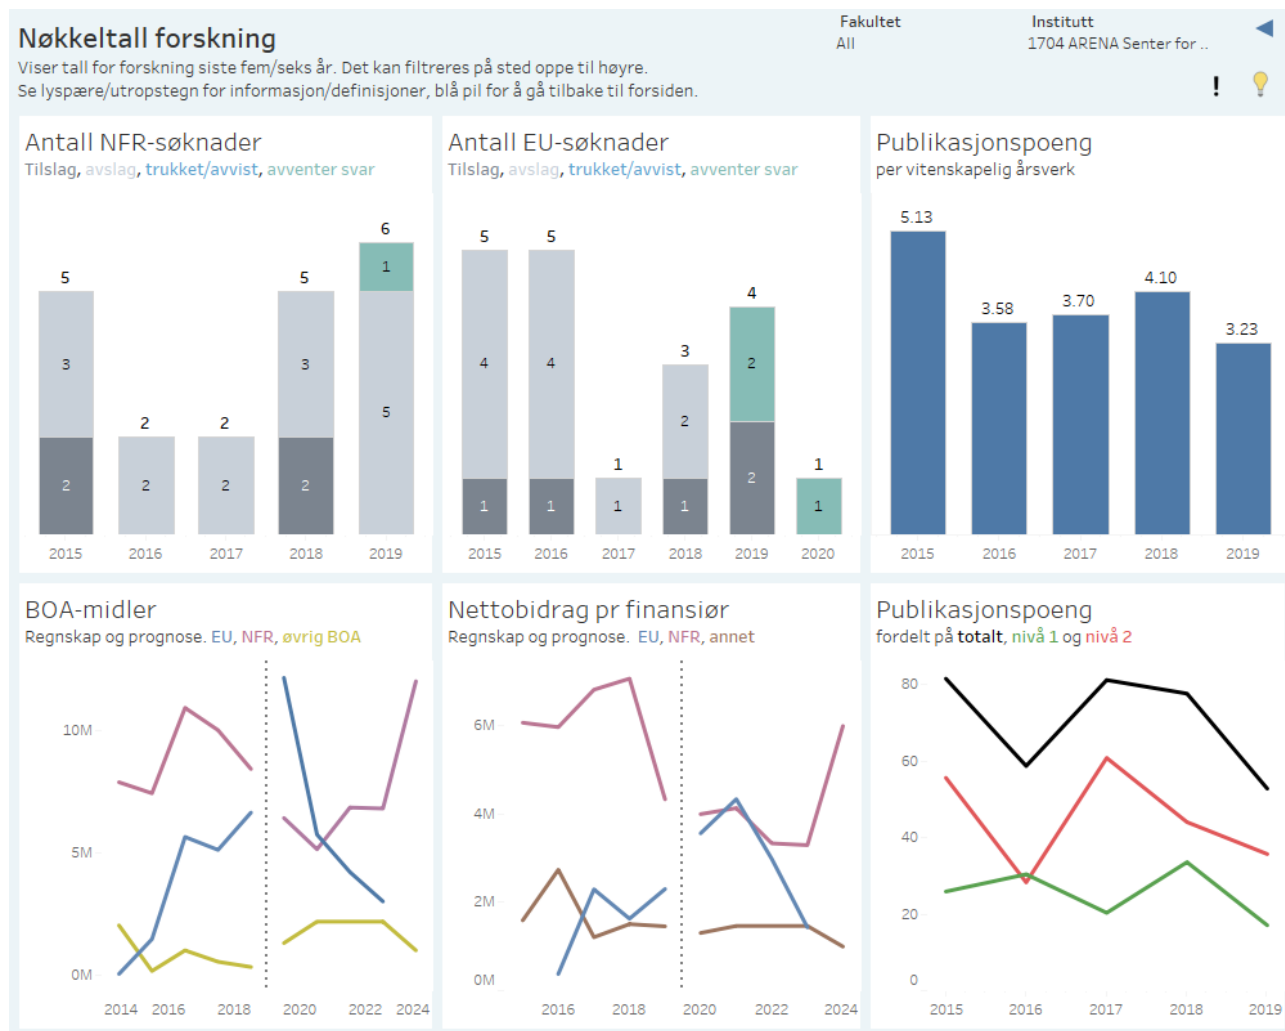 Nøkkeltall forskning
Viser tall for forskning siste fem/seks år. Det kan filtreres på sted oppe til høyre.
Se lyspære/utropstegn for informasjon/definisjoner, blå pil for å gå tilbake til forsiden.
Fakultet
All
Institutt
1704 ARENA Senter for ..
!
Antall NFR-søknader
Tilslag, avslag, trukket/avvist, avventer svar
6
5
5
1
3
3
2
2
5
2
2
2
2
2015 2016 2017 2018 2019
Antall EU-søknader
Tilslag, avslag, trukket/avvist, avventer svar
5
5
4
3
4
4
2
2
1
1
1
1
1
1
2
1
2015 2016 2017 2018 2019 2020
Publikasjonspoeng
per vitenskapelig årsverk
5.13
3.58
3.70
4.10
3.23
2015 2016 2017 2018 2019
BOA-midler
Regnskap og prognose. EU, NFR, øvrig BOA
10M
5M
0M
2014 2016 2018 2020 2022 2024
Nettobidrag pr finansiør
Regnskap og prognose. EU, NFR, annet
6M
4M
2M
0M
2016 2018 2020 2022 2024
Publikasjonspoeng
fordelt på totalt, nivå 1 og nivå 2
80
60
40
20
0
2015 2016 2017 2018 2019